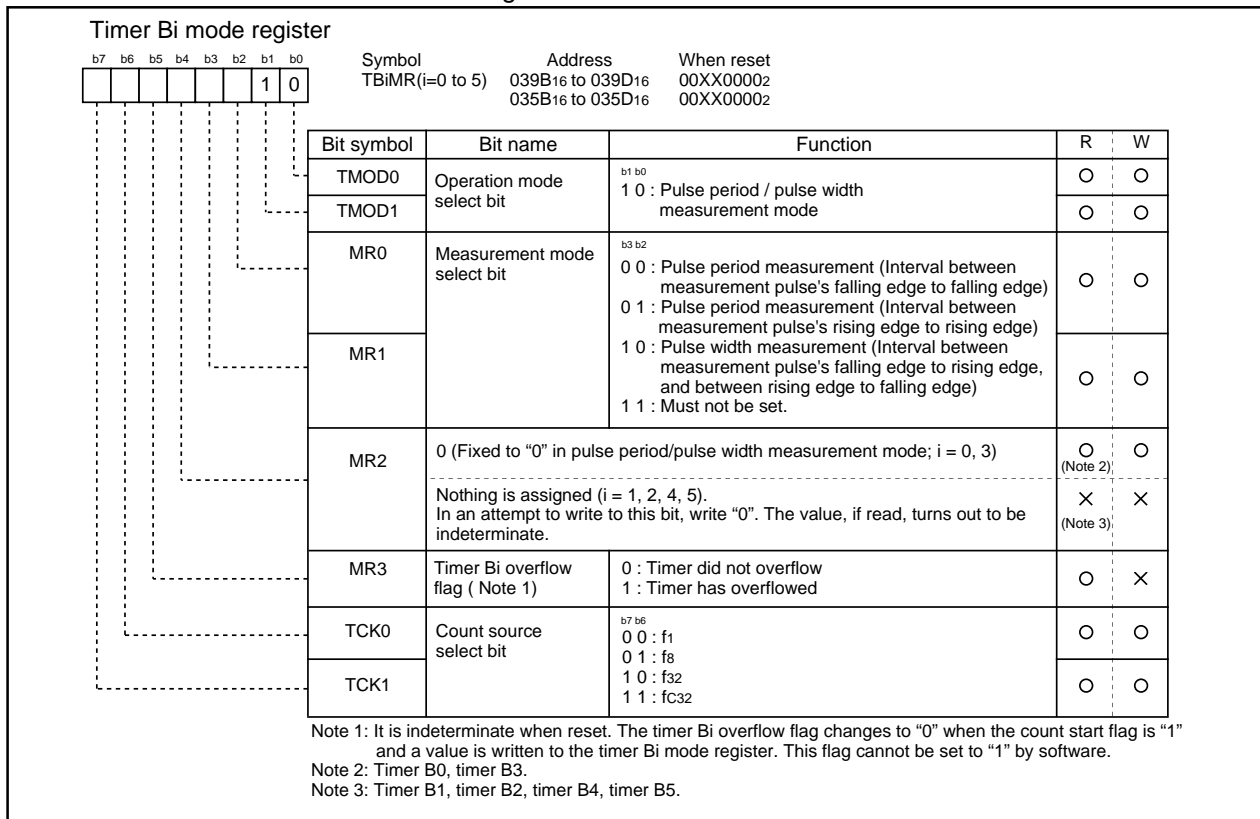 Timer Bi mode register
b7 b6 b5 b4 b3 b2 b1 b0
1 0
Symbol Address When reset
TBiMR(i=0 to 5) 039B16 to 039D16 00XX00002
035B16 to 035D16 00XX00002
Bit symbol Bit name Function R W
TMOD0
TMOD1
Operation mode
select bit
b1 b0
1 0 : Pulse period / pulse width
measurement mode
MR0
MR1
Measurement mode
select bit
b3 b2
0 0 : Pulse period measurement (Interval between
measurement pulse's falling edge to falling edge)
0 1 : Pulse period measurement (Interval between
measurement pulse's rising edge to rising edge)
1 0 : Pulse width measurement (Interval between
measurement pulse's falling edge to rising edge,
and between rising edge to falling edge)
1 1 : Must not be set.
MR2
0 (Fixed to “0” in pulse period/pulse width measurement mode; i = 0, 3)
(Note 2)
Nothing is assigned (i = 1, 2, 4, 5).
In an attempt to write to this bit, write “0”. The value, if read, turns out to be
indeterminate.
(Note 3)
MR3
Timer Bi overflow
flag ( Note 1)
0 : Timer did not overflow
1 : Timer has overflowed
TCK0
TCK1
Count source
select bit
b7 b6
0 0 : f1
0 1 : f8
1 0 : f32
1 1 : fC32
Note 1: It is indeterminate when reset. The timer Bi overflow flag changes to “0” when the count start flag is “1”
and a value is written to the timer Bi mode register. This flag cannot be set to “1” by software.
Note 2: Timer B0, timer B3.
Note 3: Timer B1, timer B2, timer B4, timer B5.